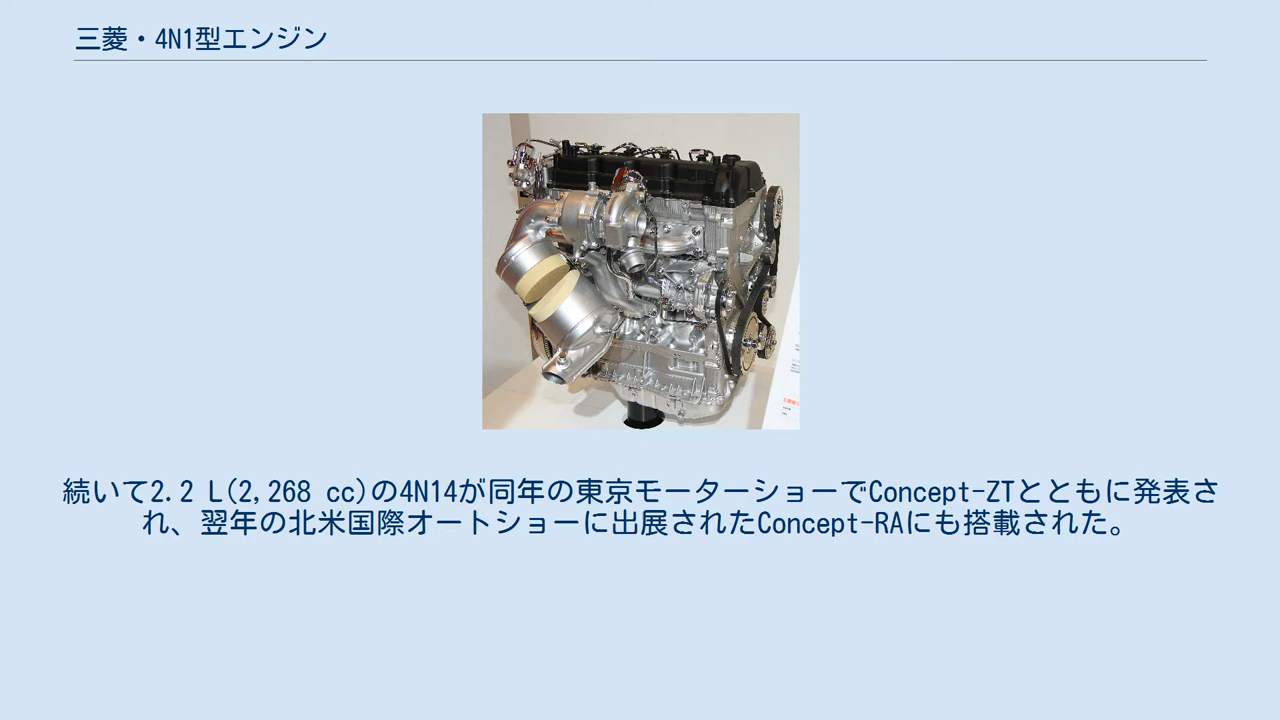 三菱・4N1型エンジン
続いて2.2 L(2,268 cc)の4N14が同年の東京モーターショーでConcept-ZTとともに発表さ
れ、翌年の北米国際オートショーに出展されたConcept-RAにも搭載された。